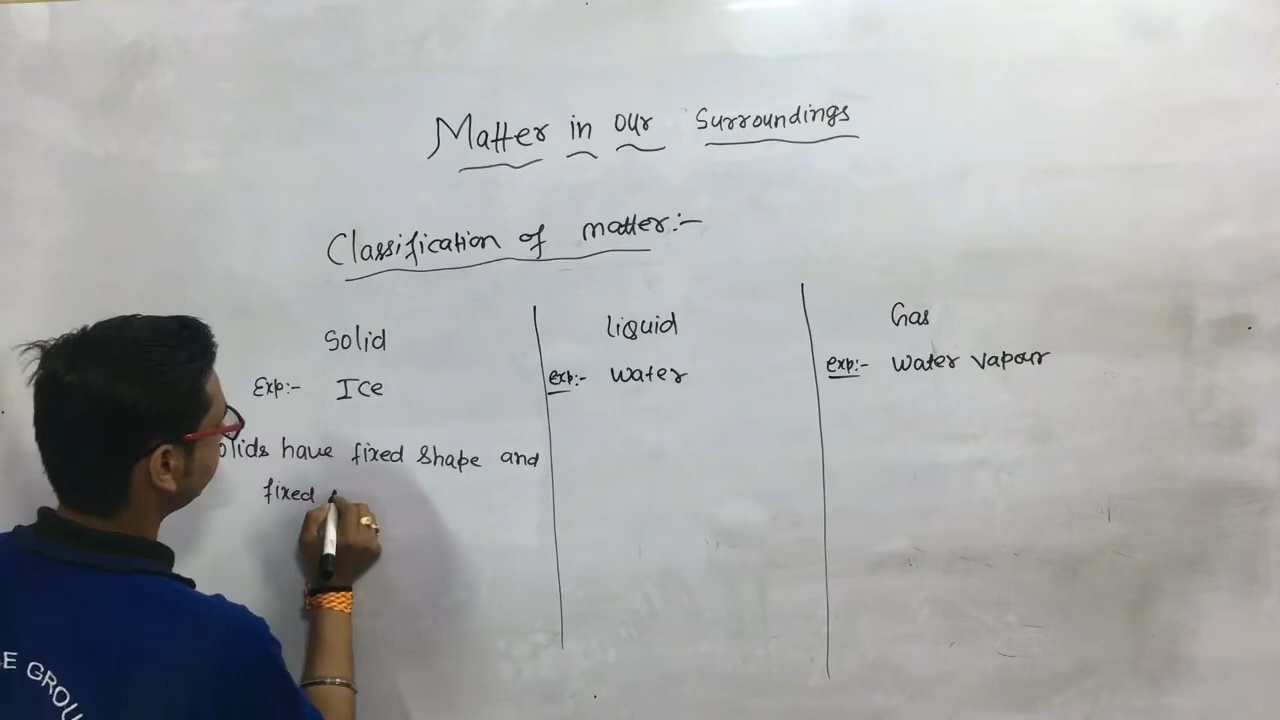 Matter in our Surroundings
Classification of matter:-
Solid
Exp:- Ice
olids have fixed shape and
fixed
liquid
exp:- water
Gas
exp:- water vapour
E GROU